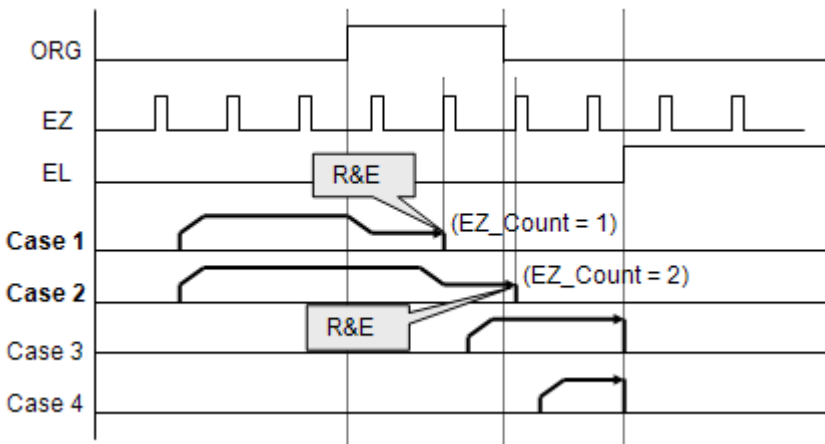 ORG
EZ
EL
R&E
Case 1
(EZ_Count = 1)
Case 2
(EZ_Count = 2)
R&E
Case 3
Case 4